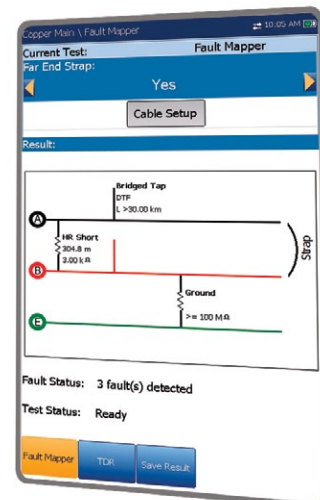 Copper Main \ Fault Mapper 10:05 AM
Current Test: Fault Mapper
Far End Strap:
Yes
Cable Setup
Result:
Bridged Tap
DTF
L >30.00 km
A
HR Short
304.8 m
3.00 k Ω
B
Strap
Ground
>= 100 MΩ
E
Fault Status: 3 fault(s) detected
Test Status: Ready
Fault Mapper TDR Save Result